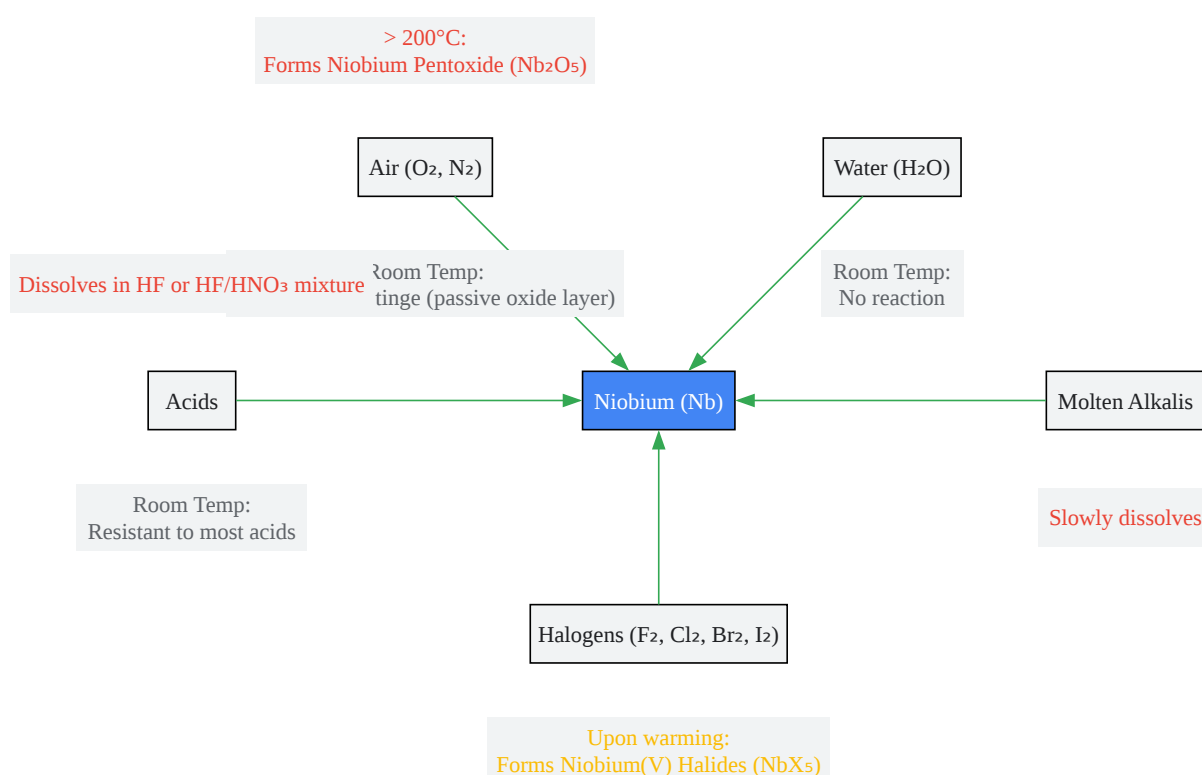 > 200°C:
Forms Niobium Pentoxide (Nb₂O₅)
Air (O₂, N₂)
Water (H₂O)
Dissolves in HF or HF/HNO₃ mixture
Room Temp:
tinge (passive oxide layer)
Room Temp:
No reaction
Acids
Niobium (Nb)
Molten Alkalis
Room Temp:
Resistant to most acids
Slowly dissolves
Halogens (F₂, Cl₂, Br₂, I₂)
Upon warming:
Forms Niobium(V) Halides (NbX₅)